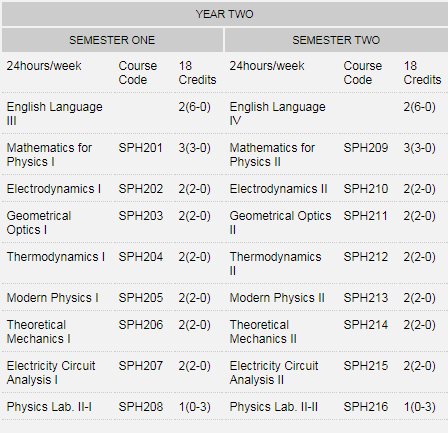 YEAR TWO
SEMESTER ONE SEMESTER TWO
24hours/week Course Code 18 Credits 24hours/week Course Code 18 Credits
English Language III 2(6-0) English Language IV 2(6-0)
Mathematics for Physics I SPH201 3(3-0) Mathematics for Physics II SPH209 3(3-0)
Electrodynamics I SPH202 2(2-0) Electrodynamics II SPH210 2(2-0)
Geometrical Optics I SPH203 2(2-0) Geometrical Optics II SPH211 2(2-0)
Thermodynamics I SPH204 2(2-0) Thermodynamics II SPH212 2(2-0)
Modern Physics I SPH205 2(2-0) Modern Physics II SPH213 2(2-0)
Theoretical Mechanics I SPH206 2(2-0) Theoretical Mechanics II SPH214 2(2-0)
Electricity Circuit Analysis I SPH207 2(2-0) Electricity Circuit Analysis II SPH215 2(2-0)
Physics Lab. II-I SPH208 1(0-3) Physics Lab. II-II SPH216 1(0-3)